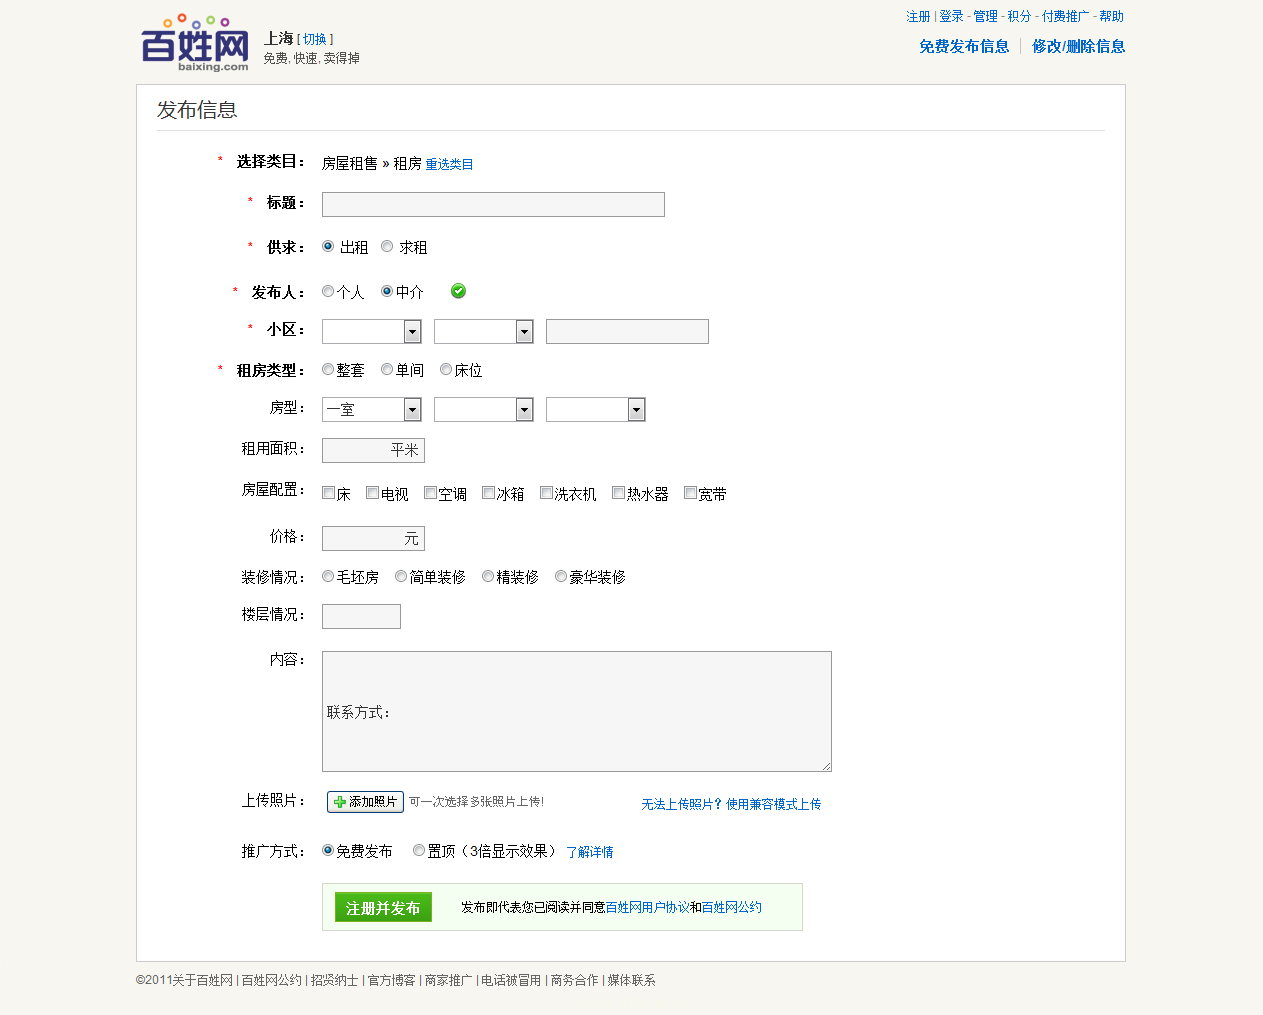 注册 | 登录 - 管理 - 积分 - 付费推广 - 帮助
百姓网
baixing.com
上海 [ 切换 ]
免费, 快速, 卖得掉
免费发布信息 | 修改/删除信息
发布信息
* 选择类目： 房屋租售 » 租房 重选类目
* 标题：
* 供求： 出租 求租
* 发布人： 个人 中介
* 小区：
* 租房类型： 整套 单间 床位
房型： 一室
租用面积： 平米
房屋配置： 床 电视 空调 冰箱 洗衣机 热水器 宽带
价格： 元
装修情况： 毛坯房 简单装修 精装修 豪华装修
楼层情况：
内容：
联系方式：
上传照片： 添加照片 可一次选择多张照片上传! 无法上传照片？使用兼容模式上传
推广方式： 免费发布 置顶（3倍显示效果） 了解详情
注册并发布 发布即代表您已阅读并同意百姓网用户协议和百姓网公约
©2011关于百姓网 | 百姓网公约 | 招贤纳士 | 官方博客 | 商家推广 | 电话被冒用 | 商务合作 | 媒体联系